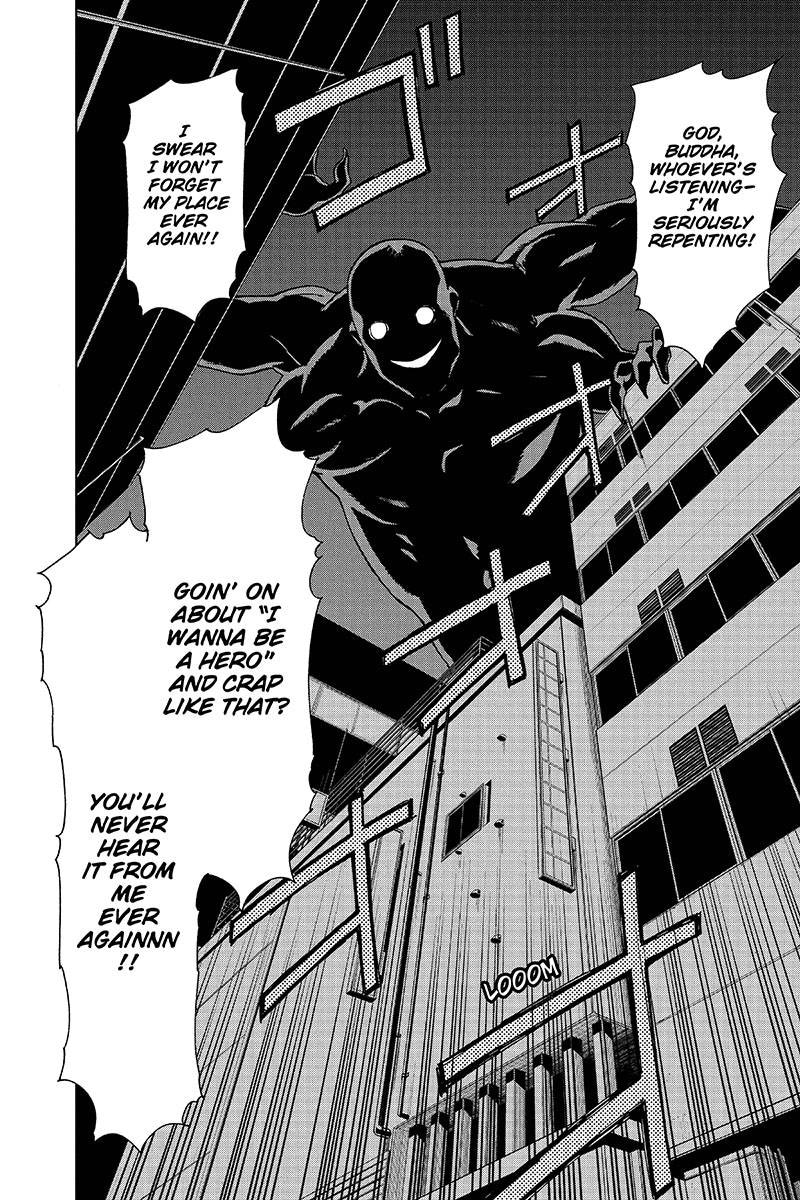 GOD,
BUDDHA,
WHOEVER'S
LISTENING—
I'M
SERIOUSLY
REPENTING!
I
SWEAR
I WON'T
FORGET
MY PLACE
EVER
AGAIN!!
ゴオオオオオ
GOIN' ON
ABOUT "I
WANNA BE
A HERO"
AND CRAP
LIKE THAT?
YOU'LL
NEVER
HEAR
IT FROM
ME
EVER
AGAINNN
!!
LOOOM